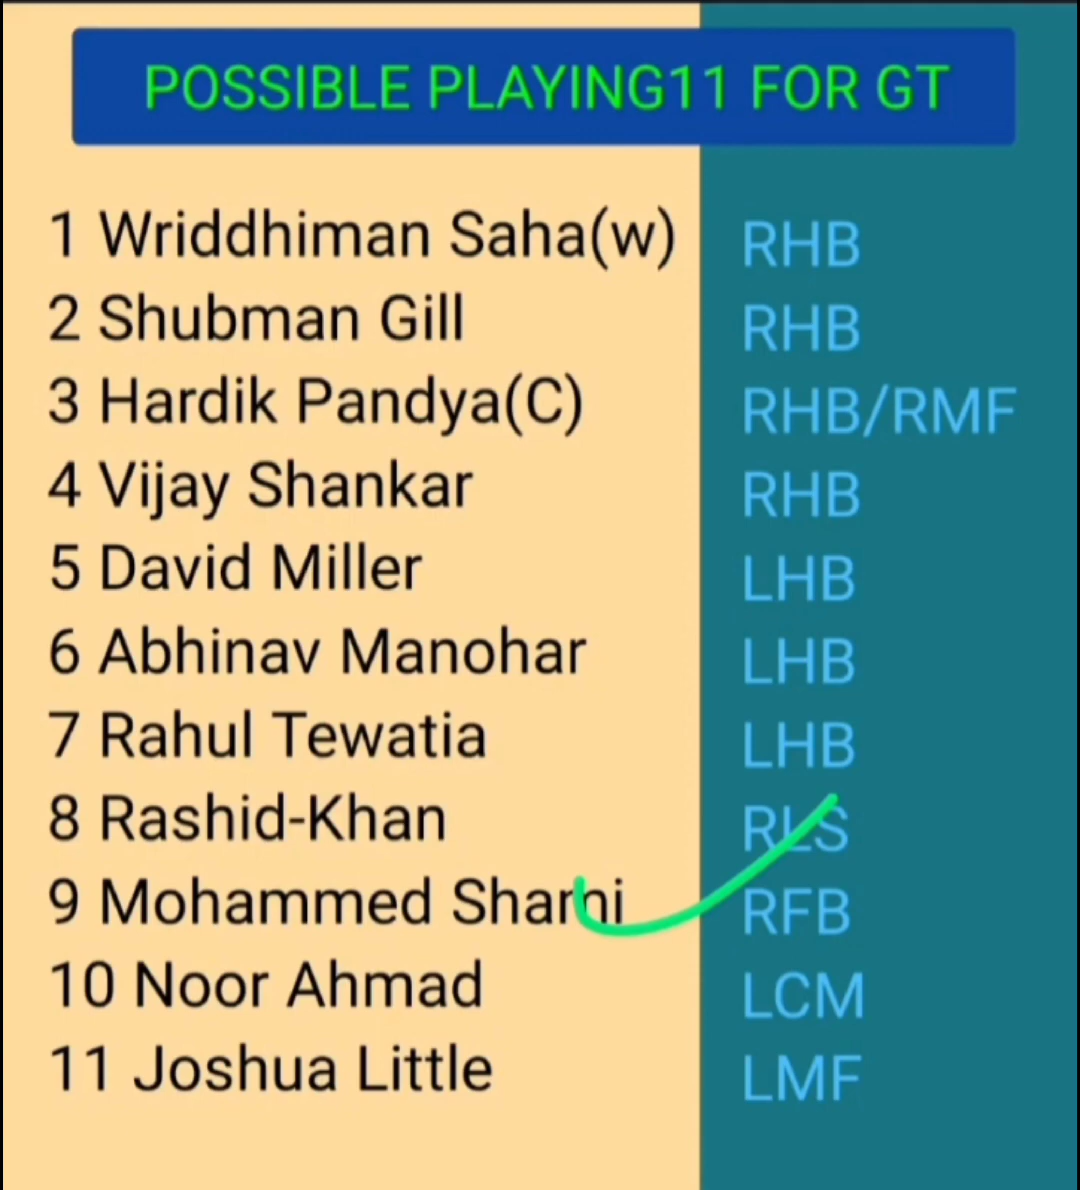 POSSIBLE PLAYING11 FOR GT
1 Wriddhiman Saha(w) RHB
2 Shubman Gill RHB
3 Hardik Pandya(C) RHB/RMF
4 Vijay Shankar RHB
5 David Miller LHB
6 Abhinav Manohar LHB
7 Rahul Tewatia LHB
8 Rashid-Khan RLS
9 Mohammed Shami RFB
10 Noor Ahmad LCM
11 Joshua Little LMF